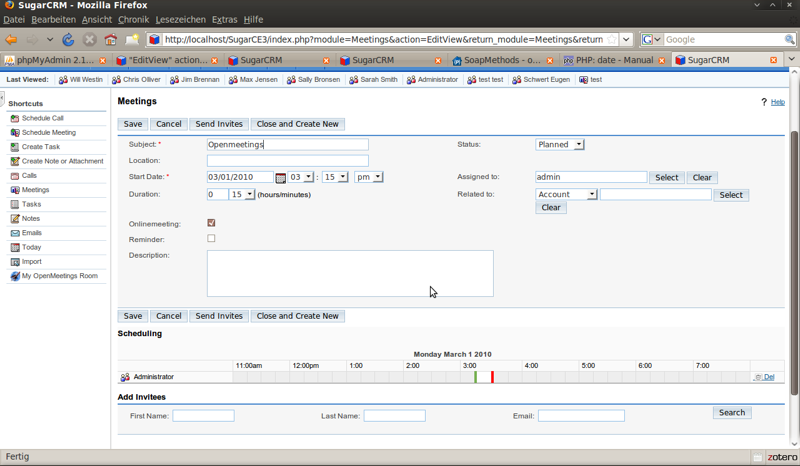 SugarCRM - Mozilla Firefox
Datei Bearbeiten Ansicht Chronik Lesezeichen Extras Hilfe
http://localhost/SugarCE3/index.php?module=Meetings&action=EditView&return_module=Meetings&return
Google
phpMyAdmin 2.1... "EditView" action... SugarCRM SugarCRM SoapMethods - o... PHP: date - Manual SugarCRM
Last Viewed: Will Westin Chris Olliver Jim Brennan Max Jensen Sally Bronsen Sarah Smith Administrator test test Schwert Eugen test
Shortcuts
Schedule Call
Schedule Meeting
Create Task
Create Note or Attachment
Calls
Meetings
Tasks
Notes
Emails
Today
Import
My OpenMeetings Room
Meetings
? Help
Save Cancel Send Invites Close and Create New
Subject: * Openmeetings Status: Planned
Location:
Start Date: * 03/01/2010 03 : 15 pm Assigned to: admin Select Clear
Duration: 0 15 (hours/minutes) Related to: Account Select
Clear
Onlinemeeting:
Reminder:
Description:
Save Cancel Send Invites Close and Create New
Scheduling
Monday March 1 2010
11:00am 12:00pm 1:00 2:00 3:00 4:00 5:00 6:00 7:00
Administrator Del
Add Invitees
First Name: Last Name: Email: Search
Fertig zotero